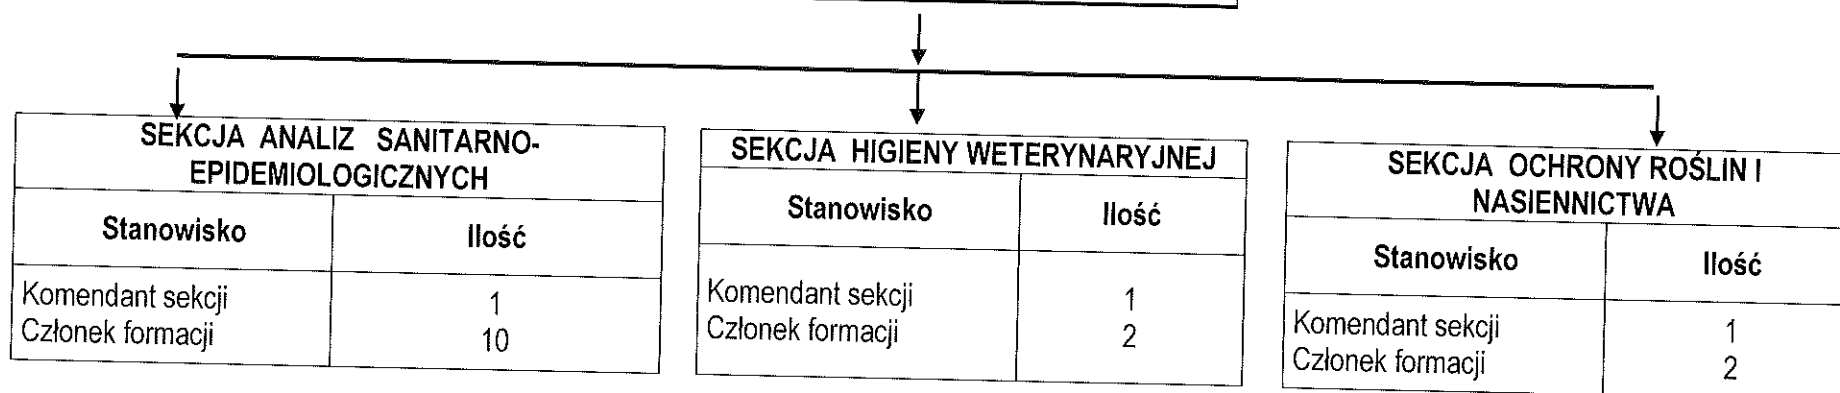 SEKCJA ANALIZ SANITARNO-
EPIDEMIOLOGICZNYCH
Stanowisko Ilość
Komendant sekcji 1
Członek formacji 10
SEKCJA HIGIENY WETERYNARYJNEJ
Stanowisko Ilość
Komendant sekcji 1
Członek formacji 2
SEKCJA OCHRONY ROŚLIN I
NASIENNICTWA
Stanowisko Ilość
Komendant sekcji 1
Członek formacji 2